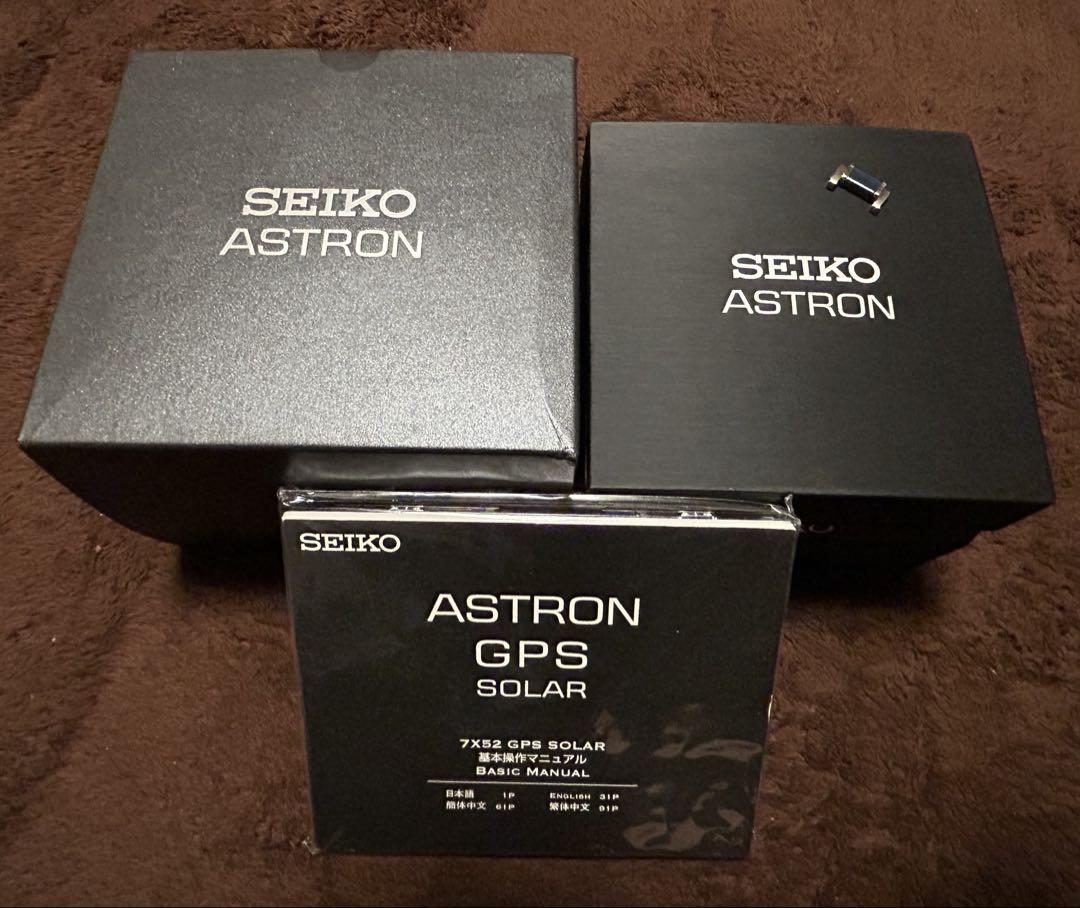 SEIKO
ASTRON
SEIKO
ASTRON
SEIKO
ASTRON
GPS
SOLAR
7X52 GPS SOLAR
基本操作マニュアル
BASIC MANUAL
日本語 1P ENGLISH 31P
簡体中文 61P 繁体中文 91P